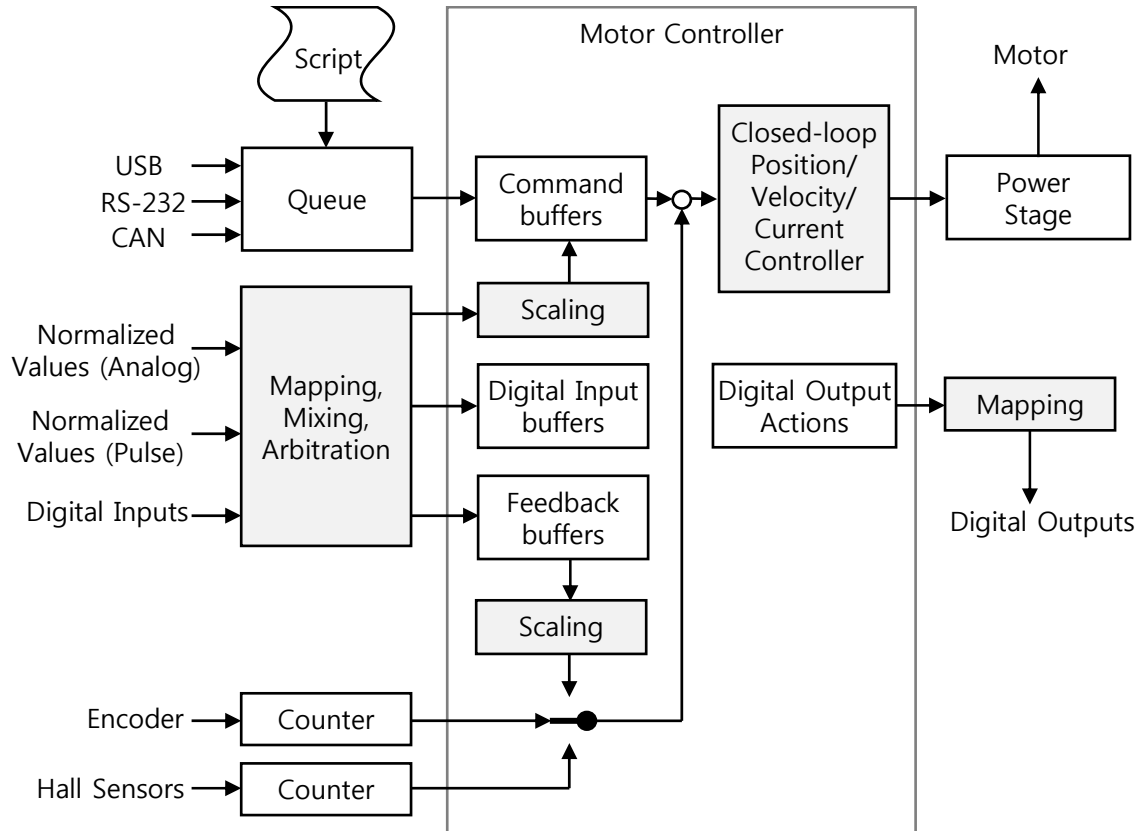 Script
Motor Controller
Motor
USB
RS-232
CAN
Queue
Command
buffers
Closed-loop
Position/
Velocity/
Current
Controller
Power
Stage
Scaling
Normalized
Values (Analog)
Normalized
Values (Pulse)
Digital Inputs
Mapping,
Mixing,
Arbitration
Digital Input
buffers
Digital Output
Actions
Mapping
Feedback
buffers
Digital Outputs
Scaling
Encoder
Counter
Hall Sensors
Counter